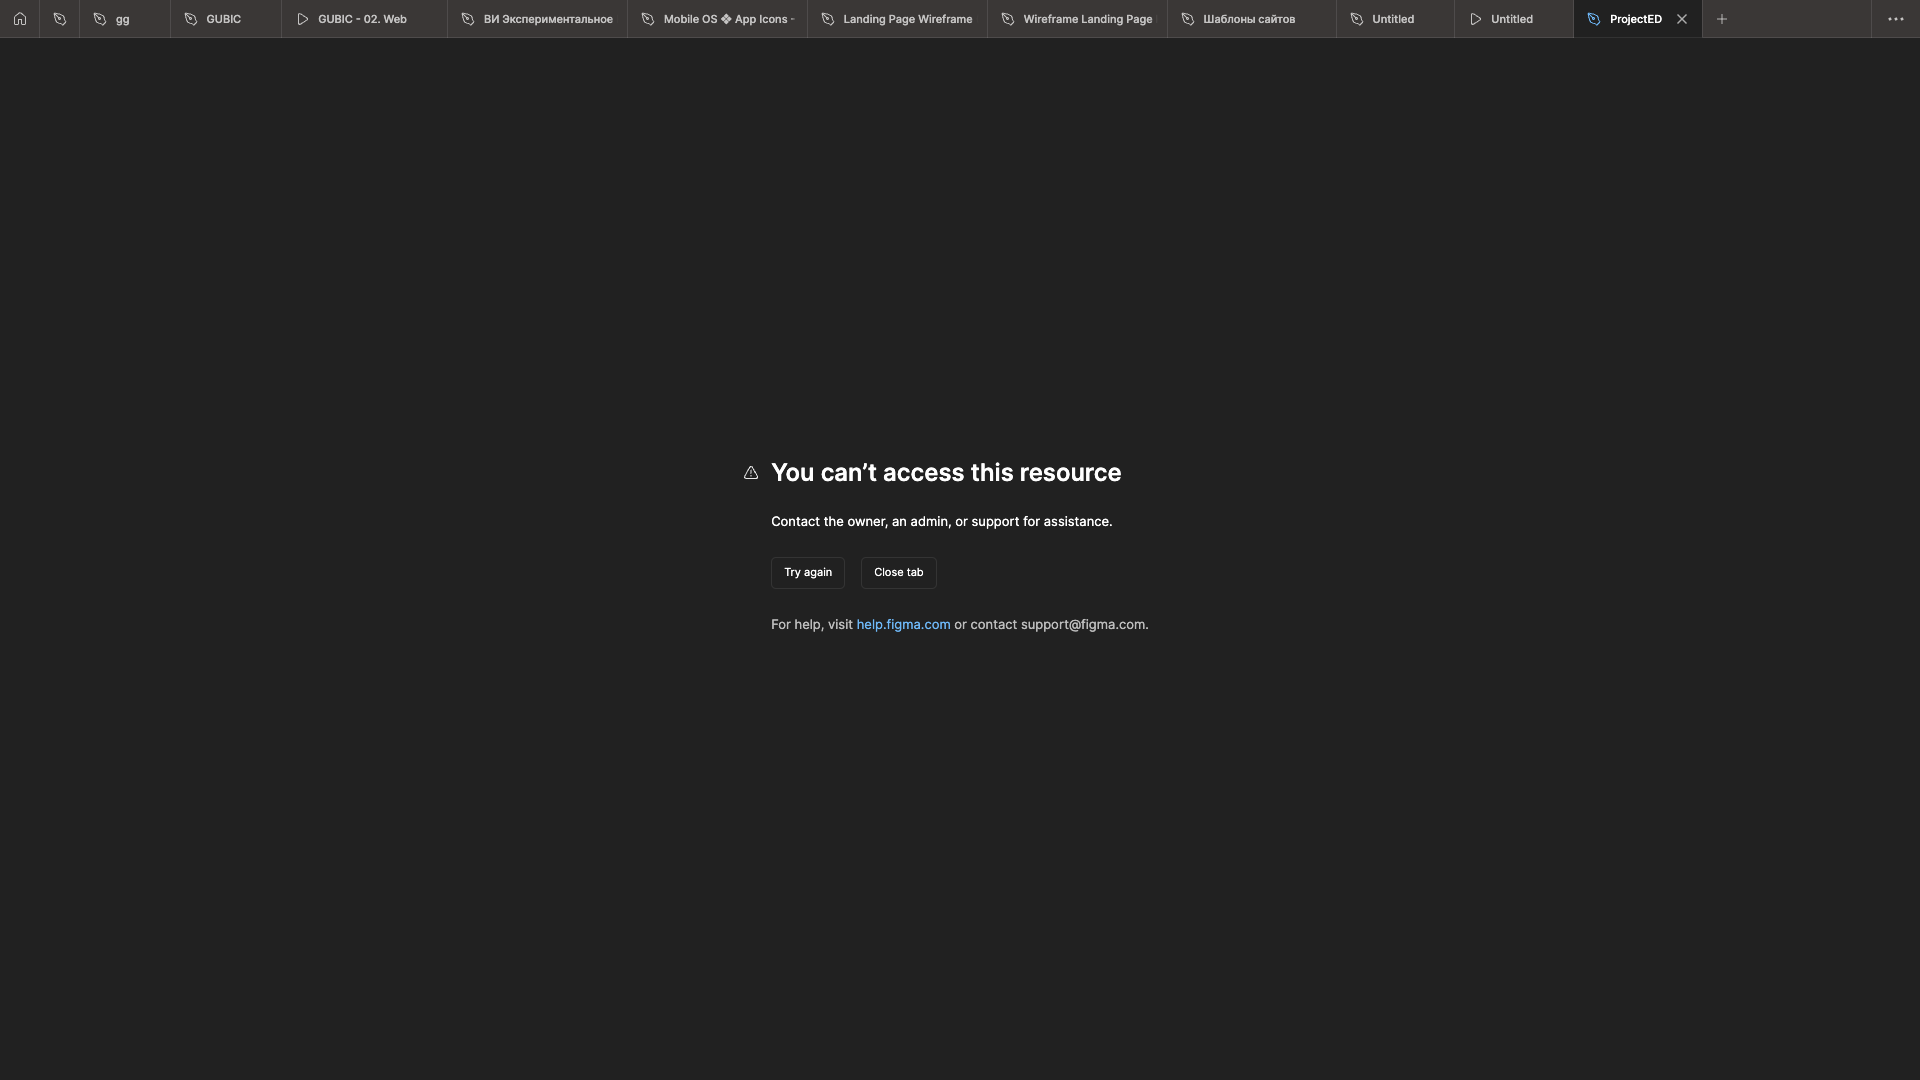 gg
GUBIC
GUBIC - 02. Web
ВИ Экспериментальное
Mobile OS ❖ App Icons -
Landing Page Wireframe
Wireframe Landing Page
Шаблоны сайтов
Untitled
Untitled
ProjectED
You can’t access this resource
Contact the owner, an admin, or support for assistance.
Try again
Close tab
For help, visit help.figma.com or contact support@figma.com.